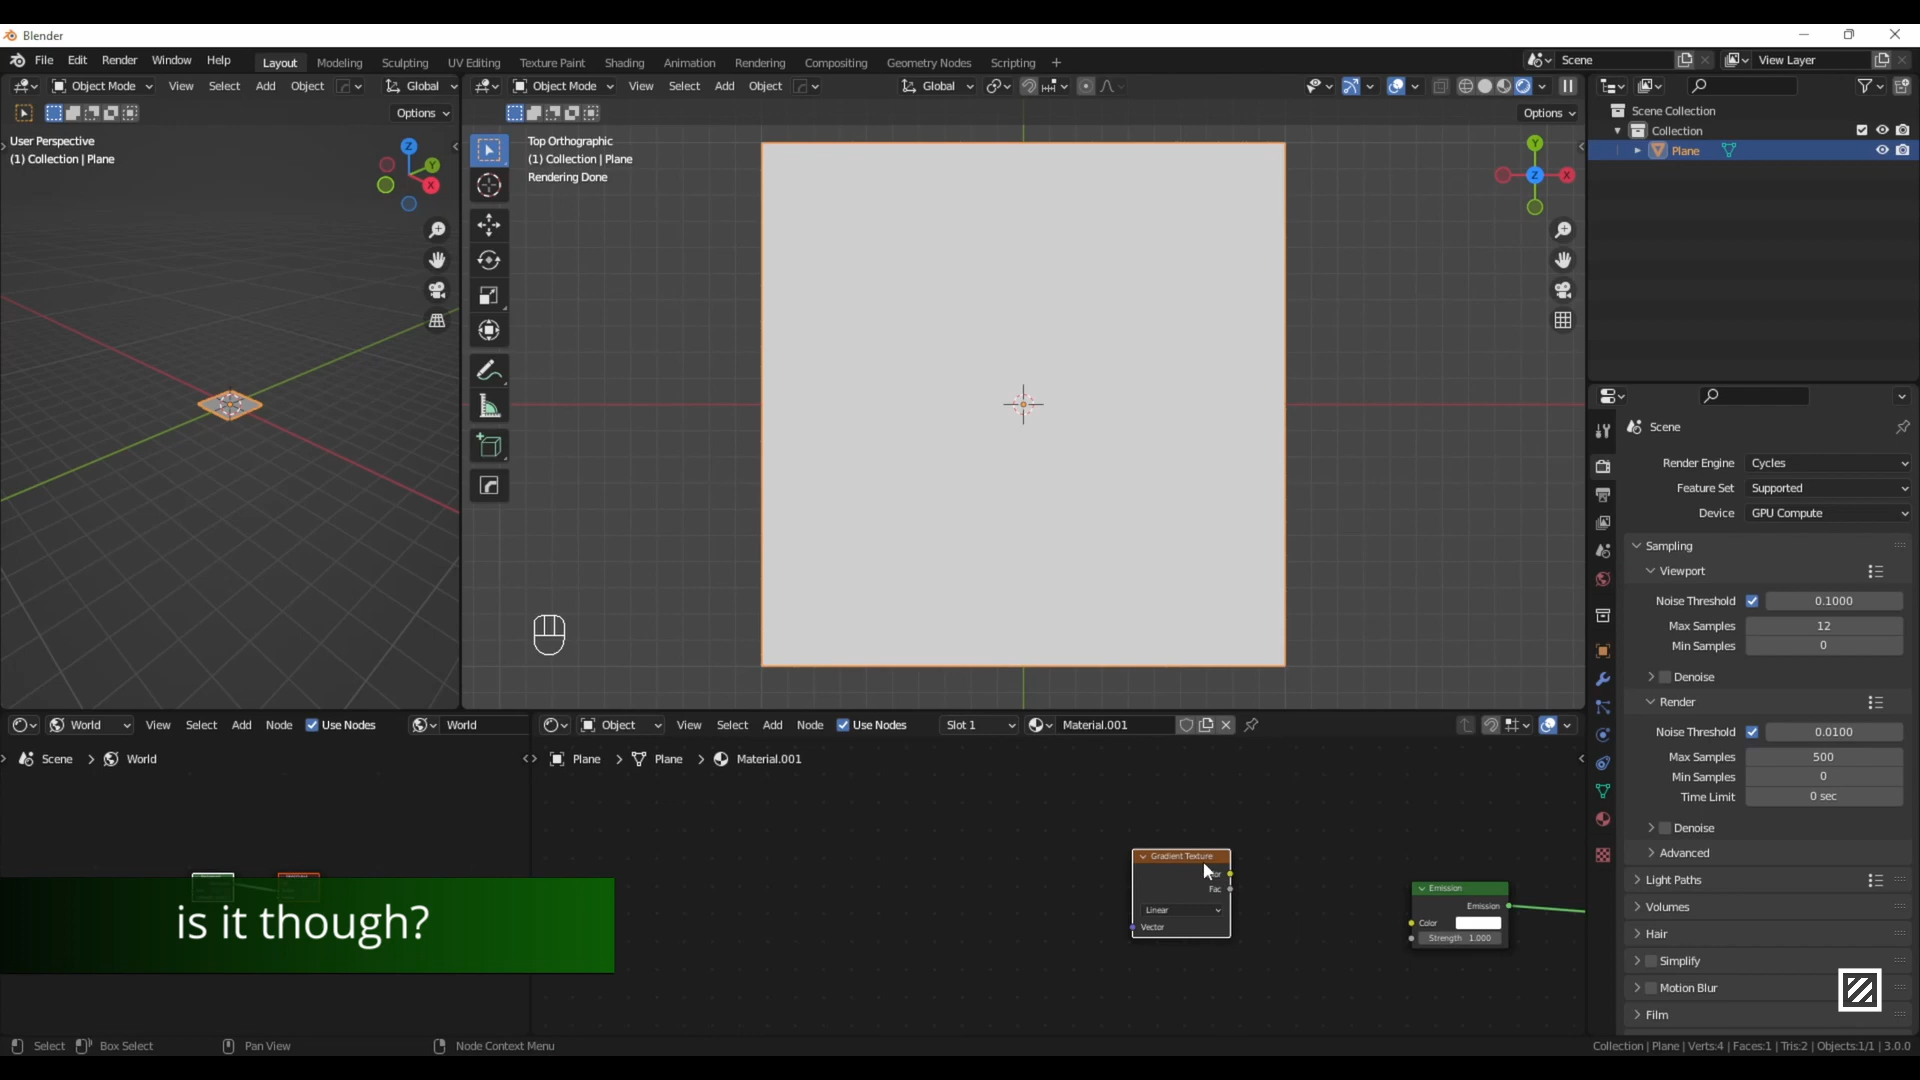 Blender
File Edit Render Window Help Layout Modeling Sculpting UV Editing Texture Paint Shading Animation Rendering Compositing Geometry Nodes Scripting + Scene View Layer
Object Mode View Select Add Object Global Object Mode View Select Add Object Global
Options Options
User Perspective
(1) Collection | Plane
Top Orthographic
(1) Collection | Plane
Rendering Done
Z Y X
Y X Z
Scene Collection
Collection
Plane
Scene
Render Engine Cycles
Feature Set Supported
Device GPU Compute
Sampling
Viewport
Noise Threshold 0.1000
Max Samples 12
Min Samples 0
Denoise
Render
Noise Threshold 0.0100
Max Samples 500
Min Samples 0
Time Limit 0 sec
Denoise
Advanced
Light Paths
Volumes
Hair
Simplify
Motion Blur
Film
World View Select Add Node Use Nodes World
Scene > World
Object View Select Add Node Use Nodes Slot 1 Material.001
Plane > Plane > Material.001
Gradient Texture
Fac
Linear
Vector
Emission
Emission
Color
Strength 1.000
is it though?
Select Box Select Pan View Node Context Menu
Collection | Plane | Verts:4 | Faces:1 | Tris:2 | Objects:1/1 | 3.0.0